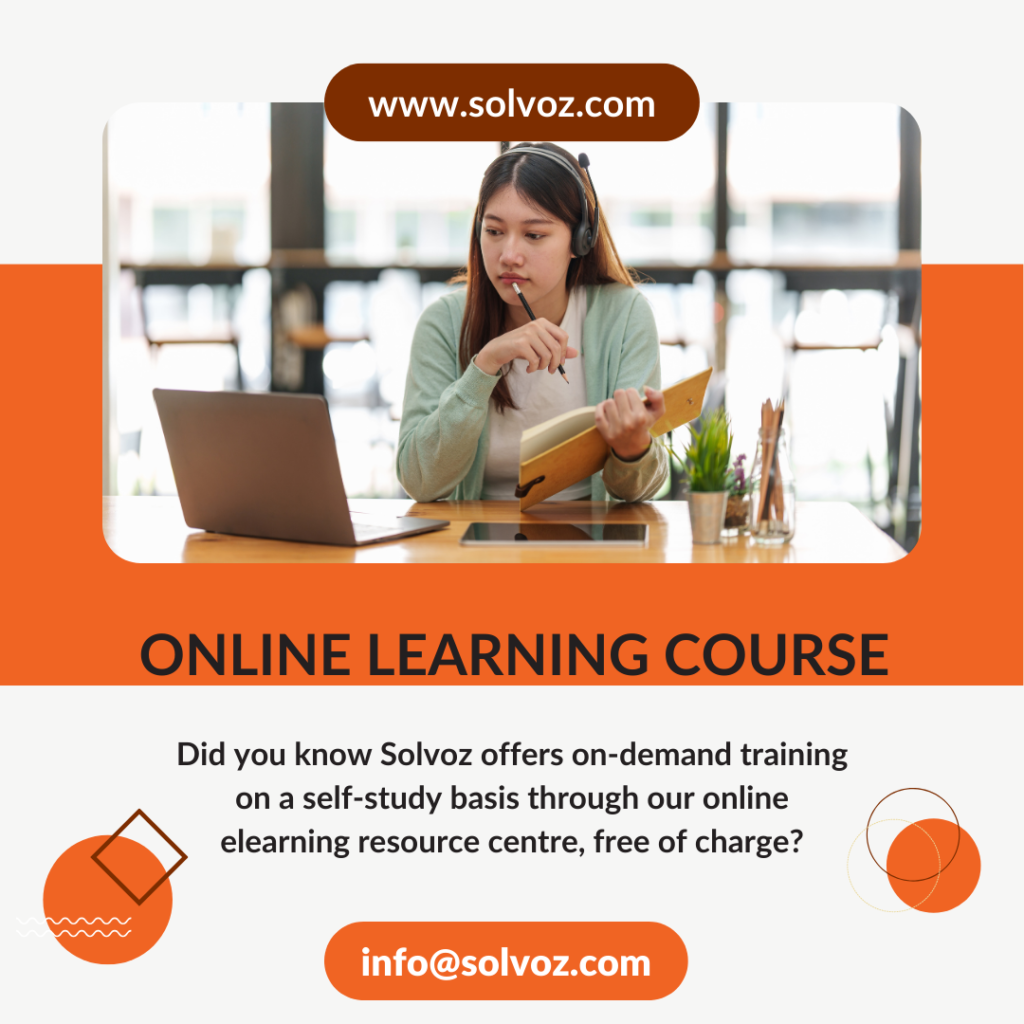 www.solvoz.com
ONLINE LEARNING COURSE
Did you know Solvoz offers on-demand training
on a self-study basis through our online
elearning resource centre, free of charge?
info@solvoz.com